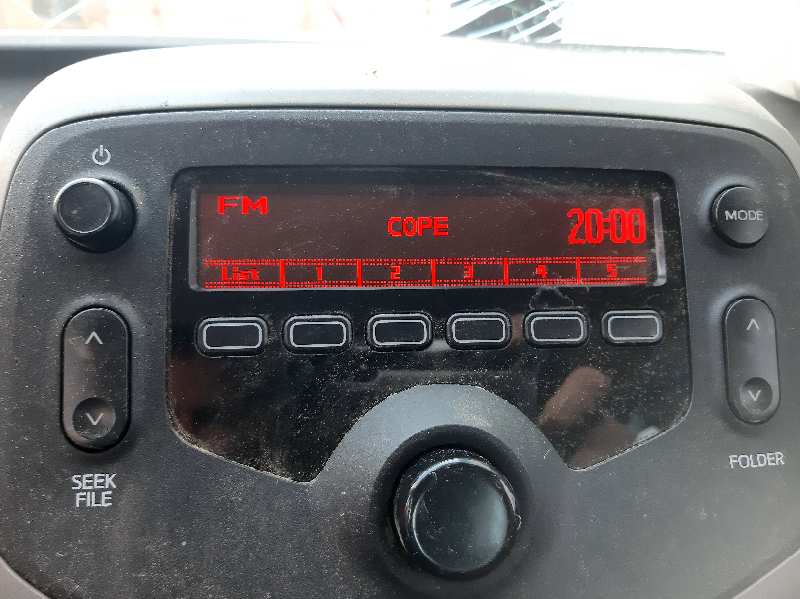 FM
COPE
20:00
List 1 2 3 4 5
MODE
SEEK
FILE
FOLDER